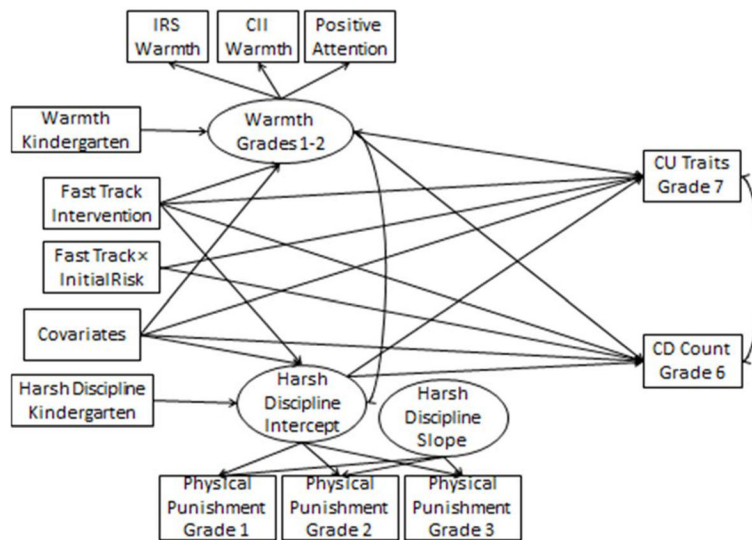 IRS
Warmth
CII
Warmth
Positive
Attention
Warmth
Kindergarten
Warmth
Grades 1-2
CU Traits
Grade 7
Fast Track
Intervention
Fast Track ×
Initial Risk
Covariates
CD Count
Grade 6
Harsh Discipline
Kindergarten
Harsh
Discipline
Intercept
Harsh
Discipline
Slope
Physical
Punishment
Grade 1
Physical
Punishment
Grade 2
Physical
Punishment
Grade 3